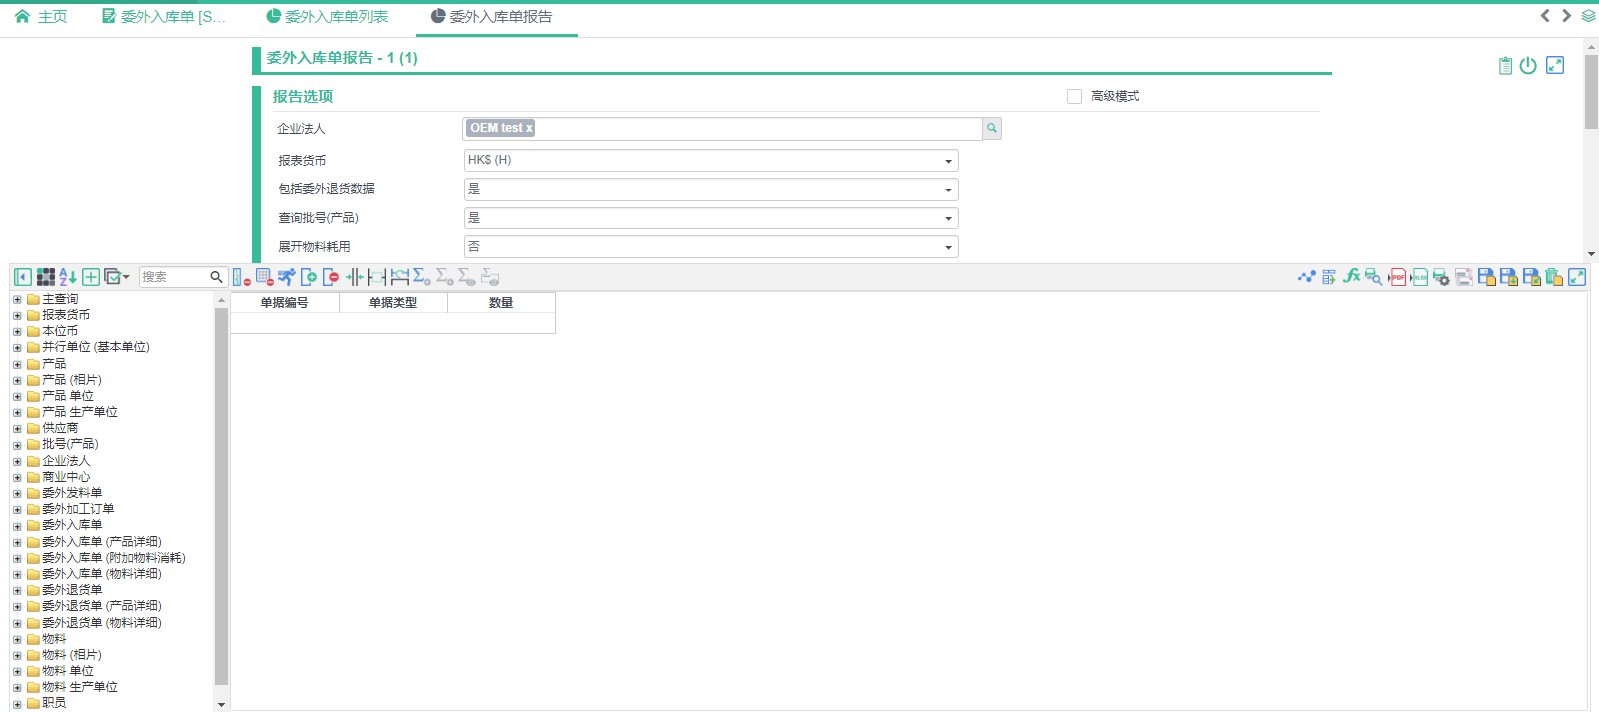 主页 委外入库单 [S... 委外入库单列表 委外入库单报告
委外入库单报告 - 1 (1)
报告选项 高级模式
企业法人 OEM test x
报表货币 HK$ (H)
包括委外退货数据 是
查询批号(产品) 是
展开物料耗用 否
搜索
单据编号 单据类型 数量
主查询
报表货币
本位币
并行单位 (基本单位)
产品
产品 (相片)
产品 单位
产品 生产单位
供应商
批号(产品)
企业法人
商业中心
委外发料单
委外加工订单
委外入库单
委外入库单 (产品详细)
委外入库单 (附加物料消耗)
委外入库单 (物料详细)
委外退货单
委外退货单 (产品详细)
委外退货单 (物料详细)
物料
物料 (相片)
物料 单位
物料 生产单位
职员